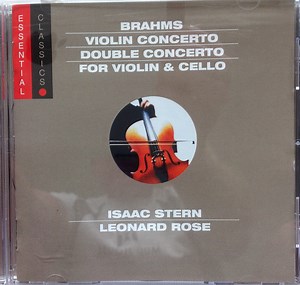 ESSENTIAL
CLASSICS
BRAHMS
VIOLIN CONCERTO
DOUBLE CONCERTO
FOR VIOLIN & CELLO
ISAAC STERN
LEONARD ROSE